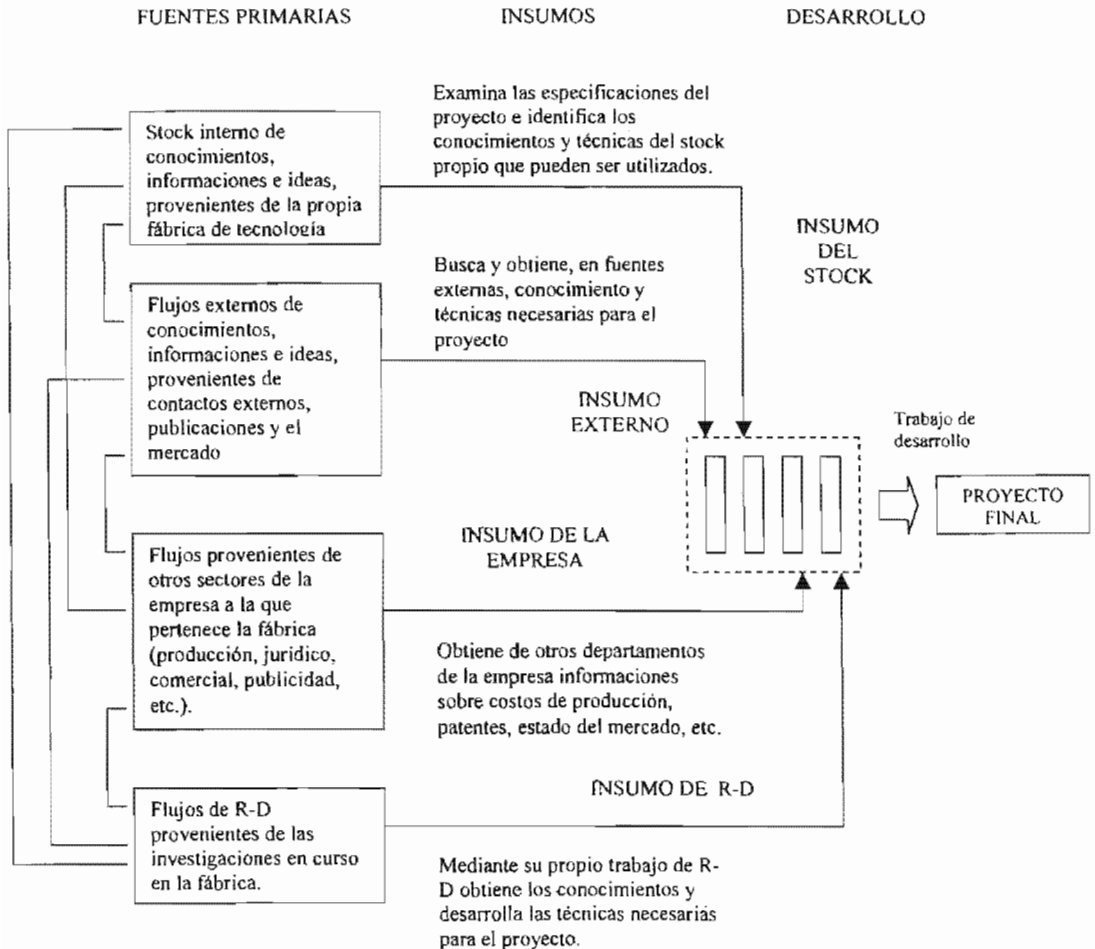 FUENTES PRIMARIAS
INSUMOS
DESARROLLO
Stock interno de
conocimientos,
informaciones e ideas,
provenientes de la propia
fábrica de tecnología
Examina las especificaciones del
proyecto e identifica los
conocimientos y técnicas del stock
propio que pueden ser utilizados.
INSUMO
DEL
STOCK
Flujos externos de
conocimientos,
informaciones e ideas,
provenientes de
contactos externos,
publicaciones y el
mercado
Busca y obtiene, en fuentes
externas, conocimiento y
técnicas necesarias para el
proyecto
INSUMO
EXTERNO
Trabajo de
desarrollo
PROYECTO
FINAL
Flujos provenientes de
otros sectores de la
empresa a la que
pertenece la fábrica
(producción, juridico,
comercial, publicidad,
etc.).
INSUMO DE LA
EMPRESA
Obtiene de otros departamentos
de la empresa informaciones
sobre costos de producción,
patentes, estado del mercado, etc.
INSUMO DE R-D
Flujos de R-D
provenientes de las
investigaciones en curso
en la fábrica.
Mediante su propio trabajo de R-
D obtiene los conocimientos y
desarrolla las técnicas necesarias
para el proyecto.